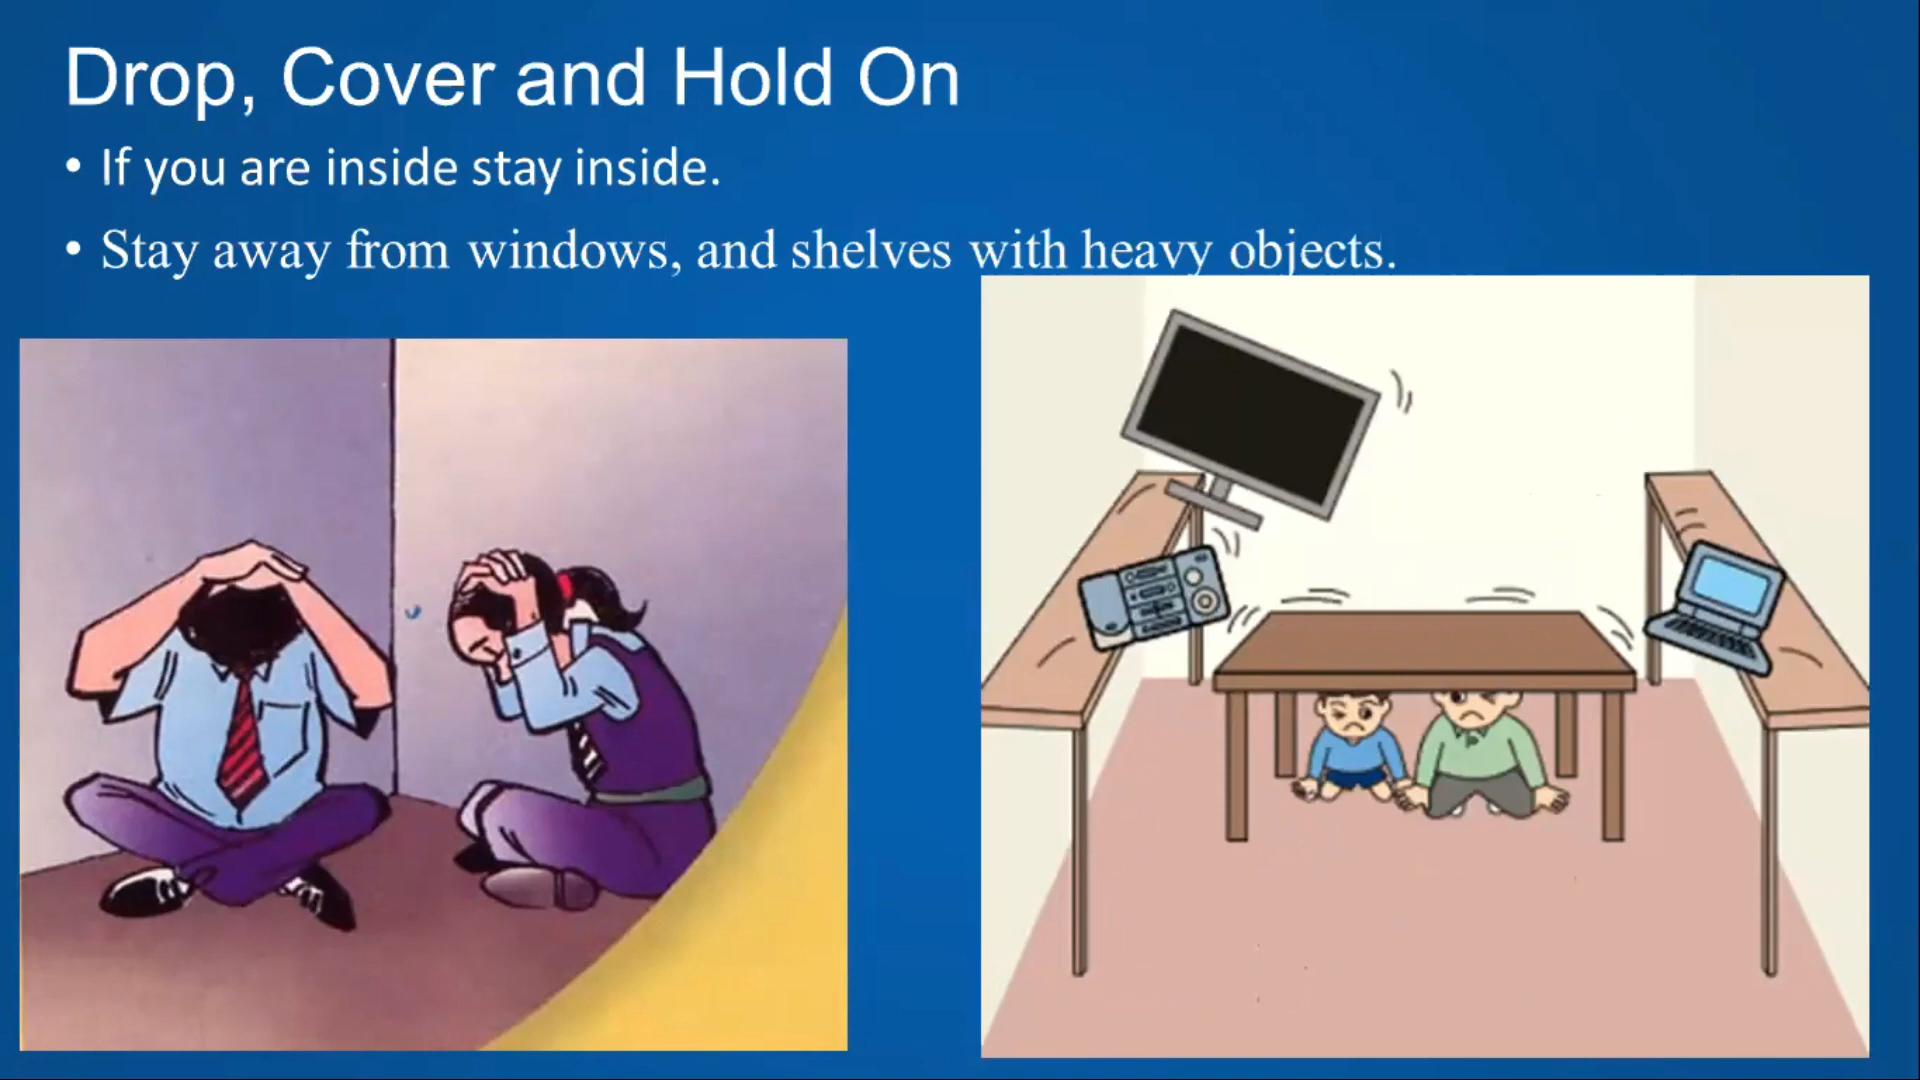 Drop, Cover and Hold On
• If you are inside stay inside.
• Stay away from windows, and shelves with heavy objects.